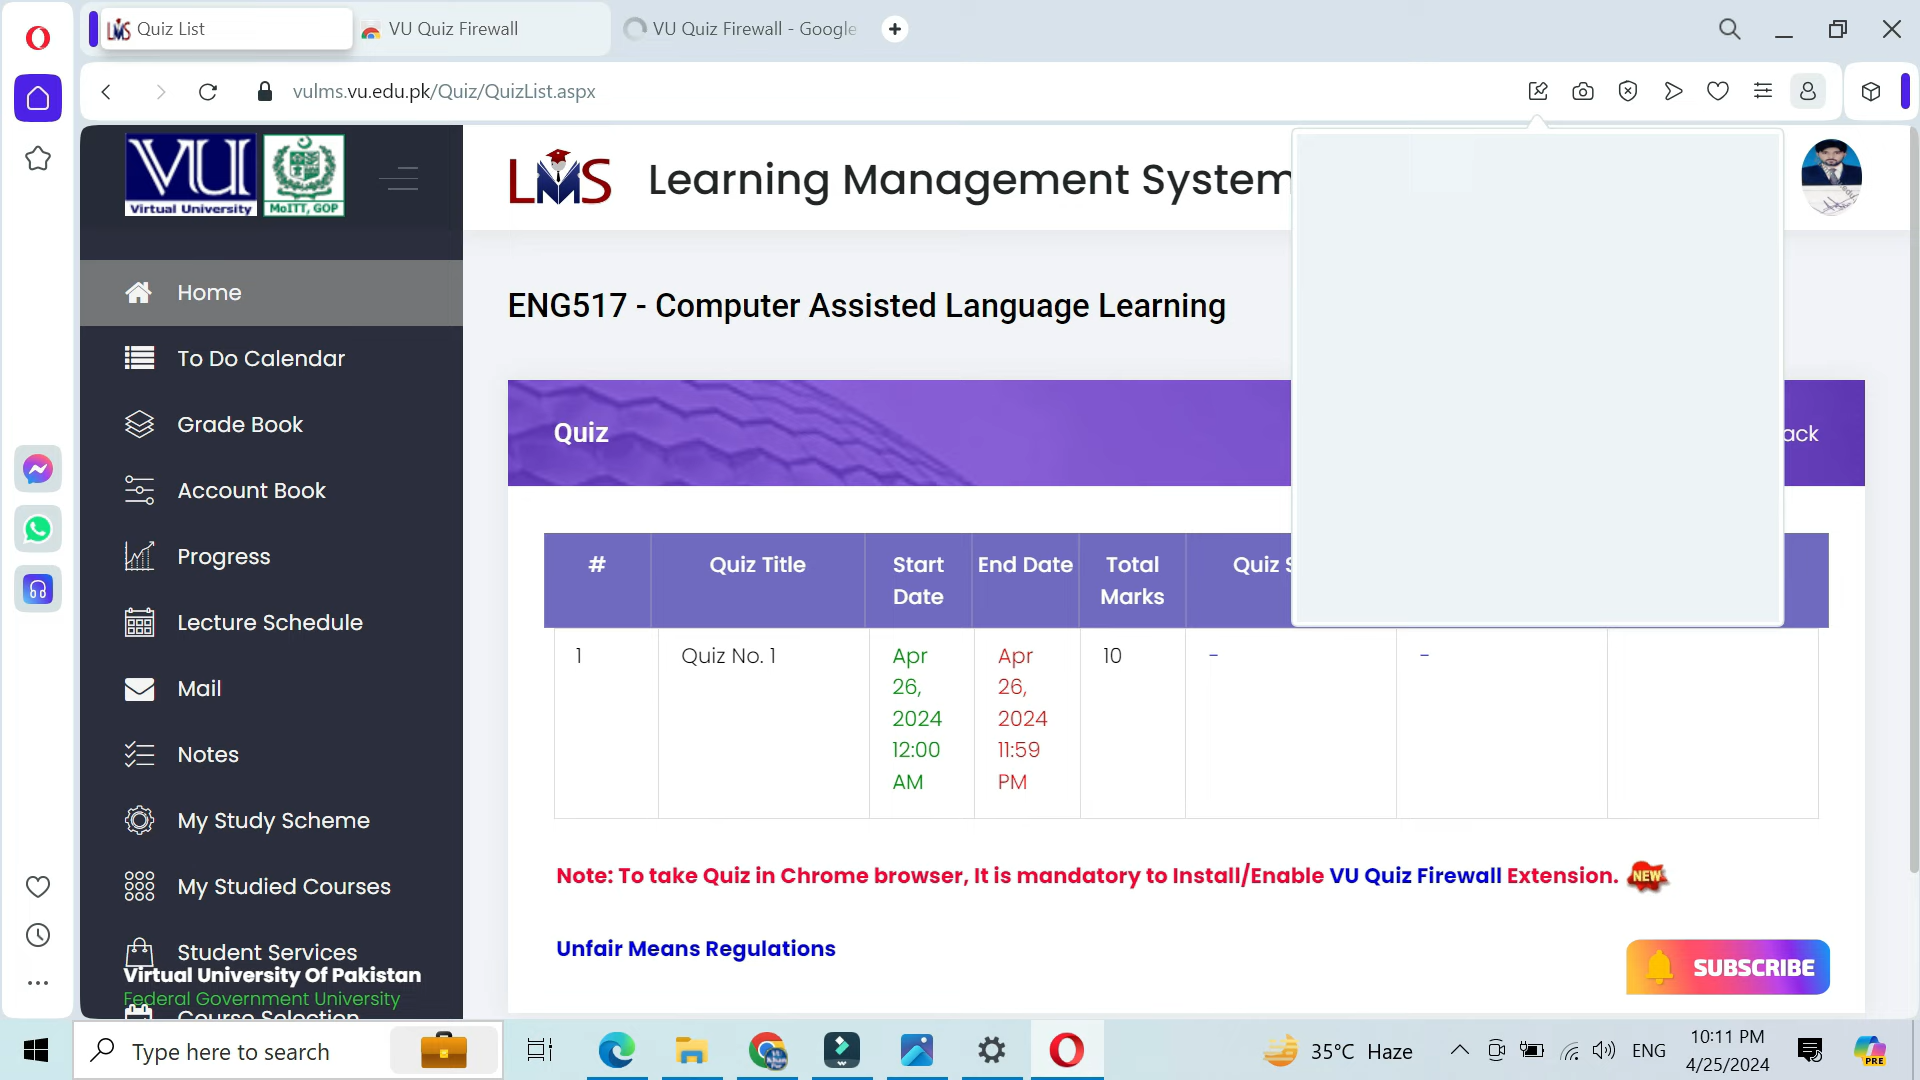 Quiz List
VU Quiz Firewall
VU Quiz Firewall - Google
vulms.vu.edu.pk/Quiz/QuizList.aspx
VU
Virtual University
MoITT, GOP
LMS
Learning Management System
Home
To Do Calendar
Grade Book
Account Book
Progress
Lecture Schedule
Mail
Notes
My Study Scheme
My Studied Courses
Student Services
Virtual University Of Pakistan
Federal Government University
Course Selection
ENG517 - Computer Assisted Language Learning
Quiz
ack
#
Quiz Title
Start Date
End Date
Total Marks
Quiz S
1
Quiz No. 1
Apr 26, 2024 12:00 AM
Apr 26, 2024 11:59 PM
10
-
-
Note: To take Quiz in Chrome browser, It is mandatory to Install/Enable VU Quiz Firewall Extension.
NEW
Unfair Means Regulations
SUBSCRIBE
Type here to search
35°C Haze
ENG
10:11 PM
4/25/2024
PRE